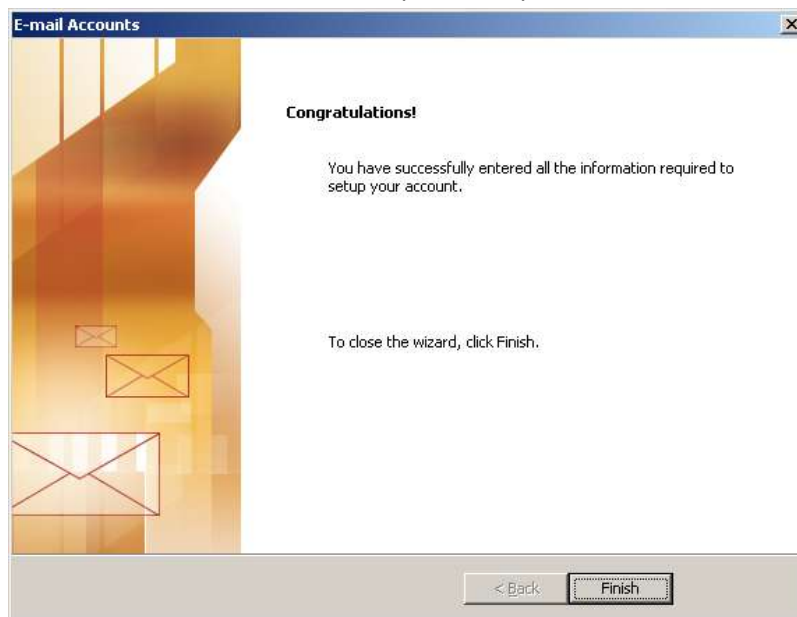 E-mail Accounts
Congratulations!
You have successfully entered all the information required to
setup your account.
To close the wizard, click Finish.
< Back
Finish